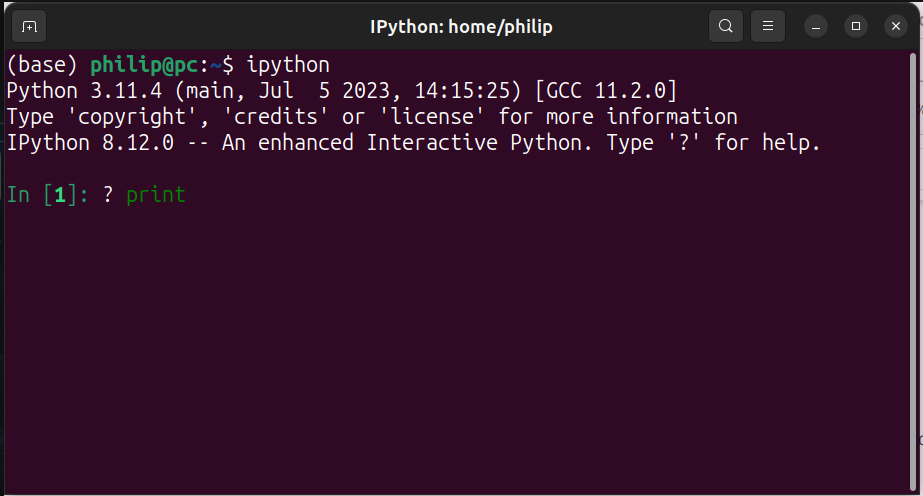 IPython: home/philip
(base) philip@pc:~$ ipython
Python 3.11.4 (main, Jul  5 2023, 14:15:25) [GCC 11.2.0]
Type 'copyright', 'credits' or 'license' for more information
IPython 8.12.0 -- An enhanced Interactive Python. Type '?' for help.
In [1]: ? print